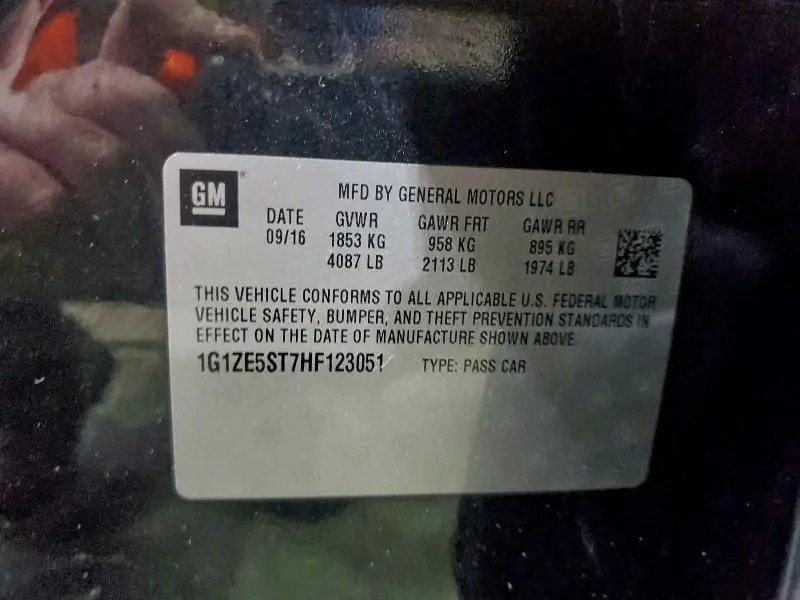 GM®
MFD BY GENERAL MOTORS LLC
DATE GVWR GAWR FRT GAWR RR
09/16 1853 KG 958 KG 895 KG
4087 LB 2113 LB 1974 LB
THIS VEHICLE CONFORMS TO ALL APPLICABLE U.S. FEDERAL MOTOR
VEHICLE SAFETY, BUMPER, AND THEFT PREVENTION STANDARDS IN
EFFECT ON THE DATE OF MANUFACTURE SHOWN ABOVE.
1G1ZE5ST7HF123051 TYPE: PASS CAR